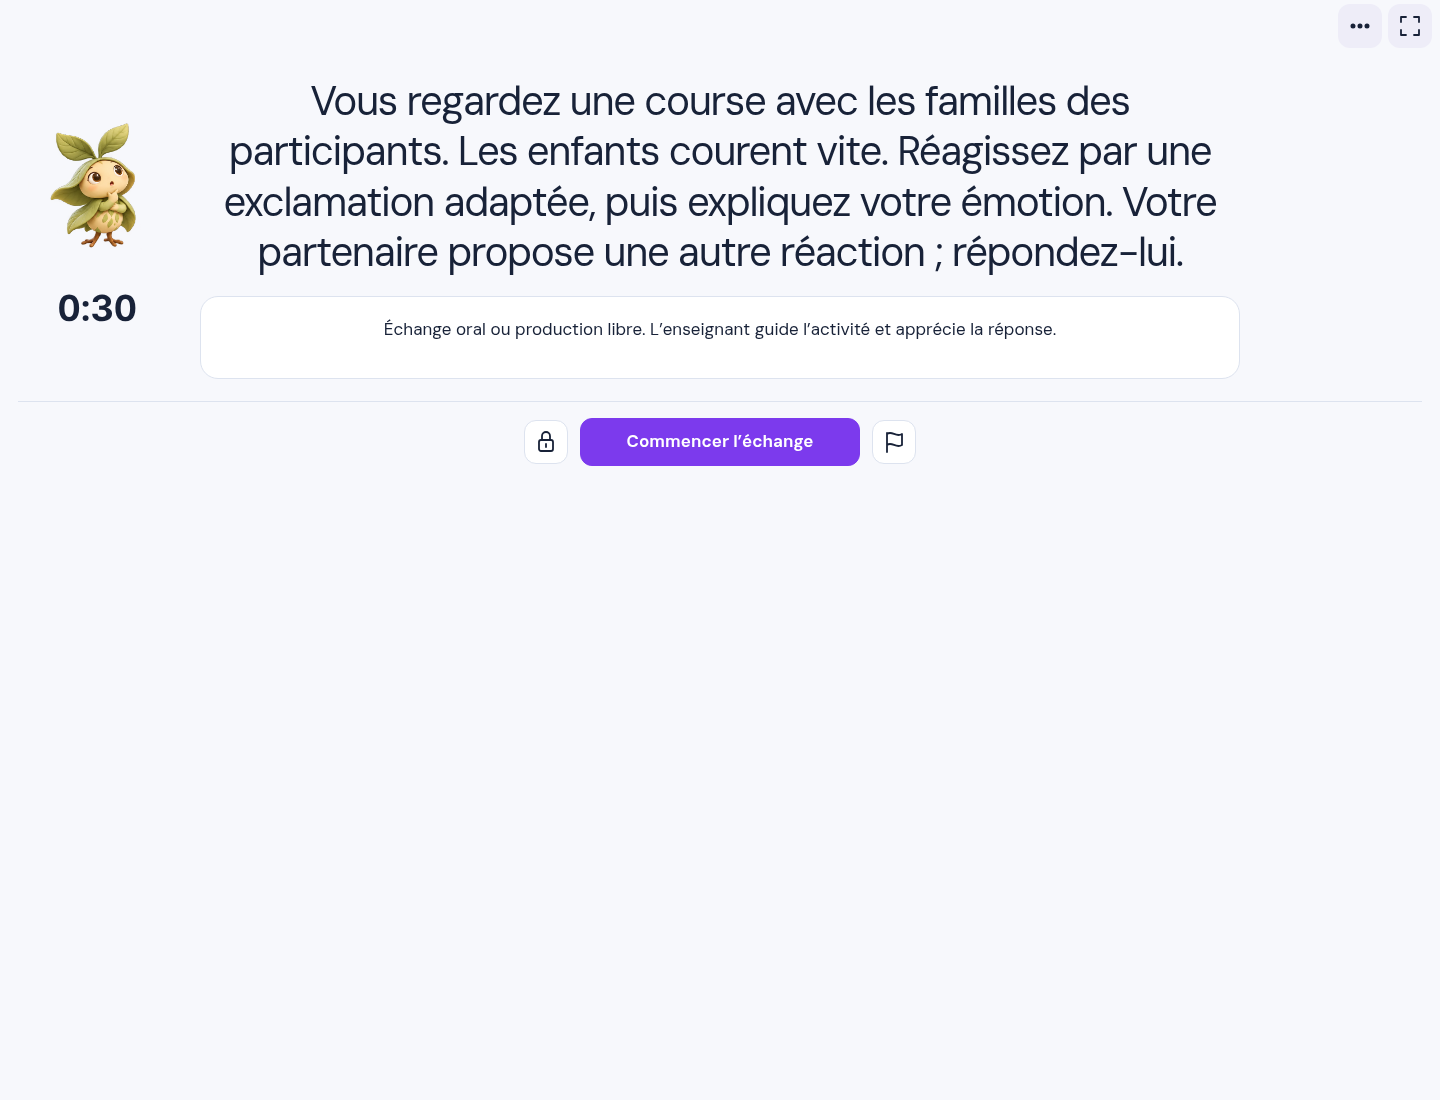 Vous regardez une course avec les familles des
participants. Les enfants courent vite. Réagissez par une
exclamation adaptée, puis expliquez votre émotion. Votre
partenaire propose une autre réaction ; répondez-lui.
0:30
Échange oral ou production libre. L’enseignant guide l’activité et apprécie la réponse.
Commencer l’échange